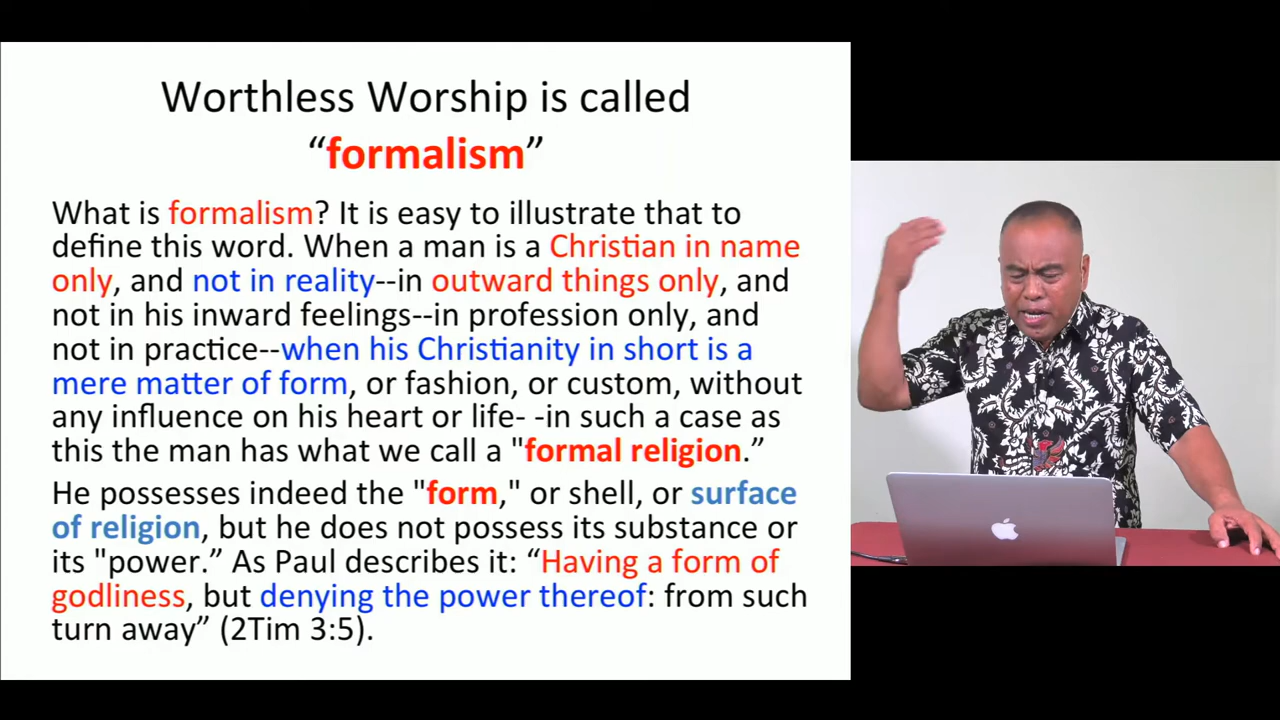 Worthless Worship is called
“formalism”
What is formalism? It is easy to illustrate that to
define this word. When a man is a Christian in name
only, and not in reality--in outward things only, and
not in his inward feelings--in profession only, and
not in practice--when his Christianity in short is a
mere matter of form, or fashion, or custom, without
any influence on his heart or life- -in such a case as
this the man has what we call a "formal religion.”
He possesses indeed the "form," or shell, or surface
of religion, but he does not possess its substance or
its "power.” As Paul describes it: “Having a form of
godliness, but denying the power thereof: from such
turn away” (2Tim 3:5).